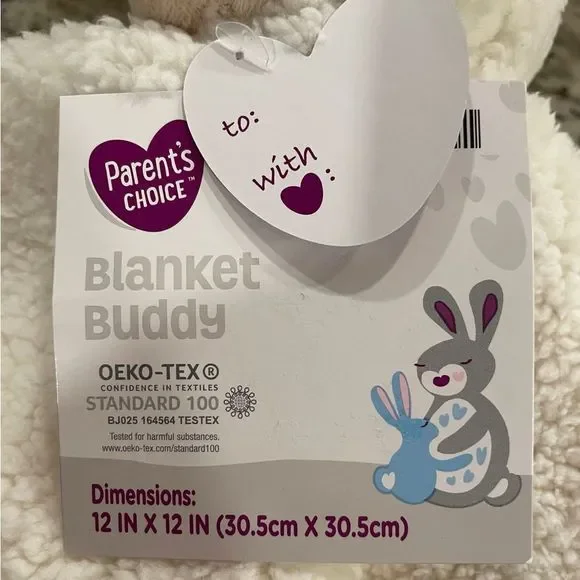 to:
with
:
Parent's
CHOICE™
Blanket
Buddy
OEKO-TEX®
CONFIDENCE IN TEXTILES
STANDARD 100
BJ025 164564 TESTEX
Tested for harmful substances.
www.oeko-tex.com/standard100
Dimensions:
12 IN X 12 IN (30.5cm X 30.5cm)